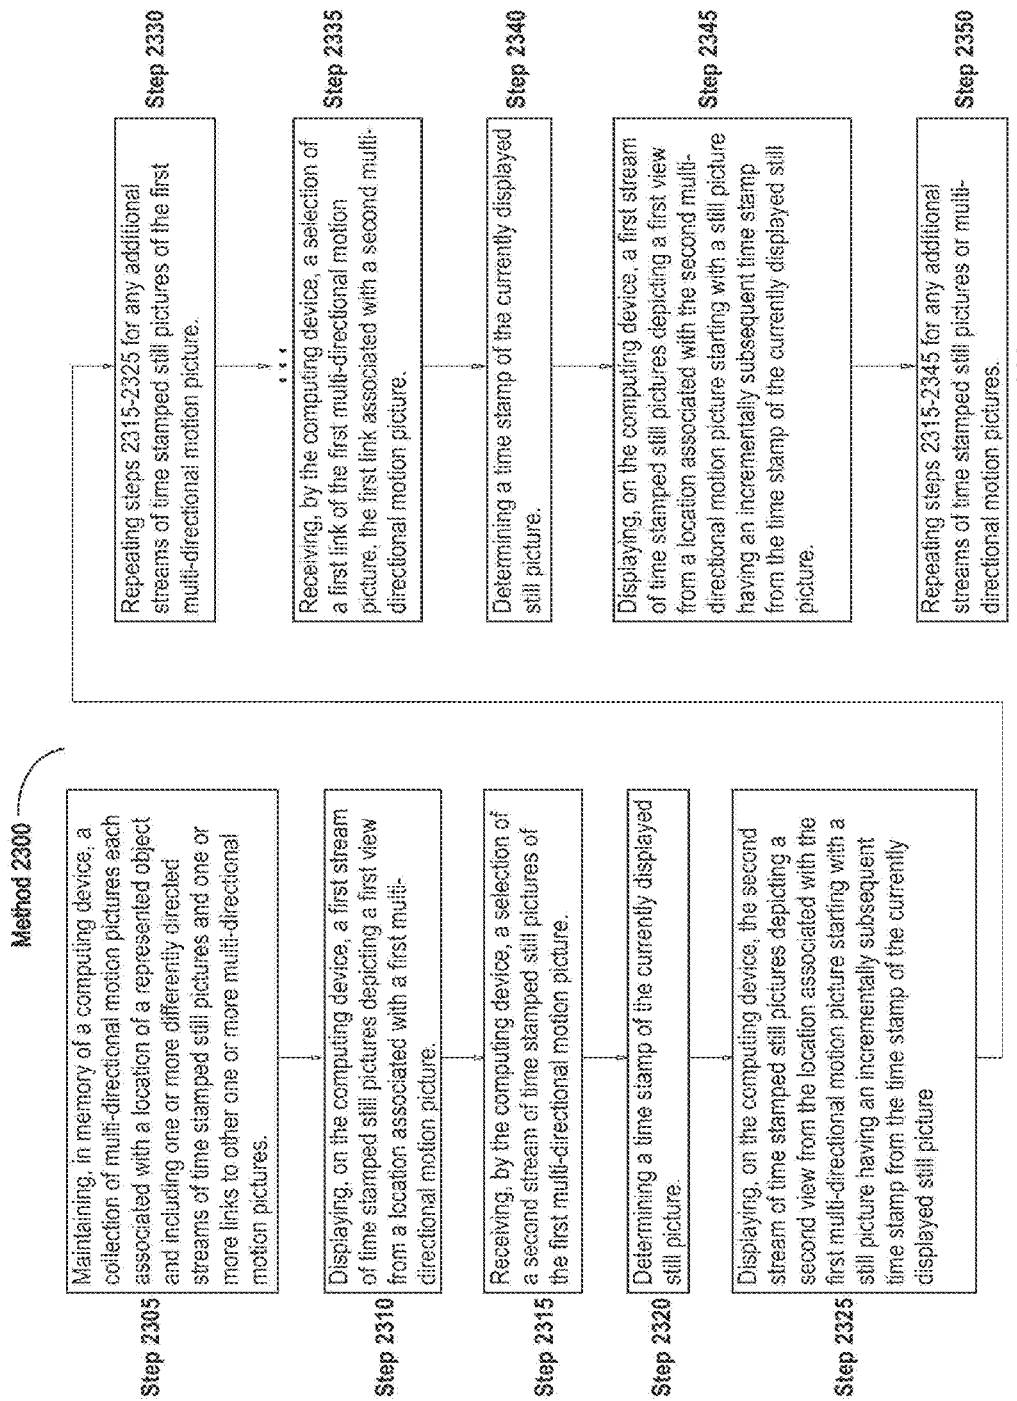 Method 2300
Step 2305
Maintaining, in memory of a computing device, a
collection of multi-directional motion pictures each
associated with a location of a represented object
and including one or more differently directed
streams of time stamped still pictures and one or
more links to other one or more multi-directional
motion pictures.
Step 2310
Displaying, on the computing device, a first stream
of time stamped still pictures depicting a first view
from a location associated with a first multi-
directional motion picture.
Step 2315
Receiving, by the computing device, a selection of
a second stream of time stamped still pictures of
the first multi-directional motion picture.
Step 2320
Determining a time stamp of the currently displayed
still picture.
Step 2325
Displaying, on the computing device, the second
stream of time stamped still pictures depicting a
second view from the location associated with the
first multi-directional motion picture starting with a
still picture having an incrementally subsequent
time stamp from the time stamp of the currently
displayed still picture
Step 2330
Repeating steps 2315-2325 for any additional
streams of time stamped still pictures of the first
multi-directional motion picture.
Step 2335
Receiving, by the computing device, a selection of
a first link of the first multi-directional motion
picture, the first link associated with a second multi-
directional motion picture.
Step 2340
Determining a time stamp of the currently displayed
still picture.
Step 2345
Displaying, on the computing device, a first stream
of time stamped still pictures depicting a first view
from a location associated with the second multi-
directional motion picture starting with a still picture
having an incrementally subsequent time stamp
from the time stamp of the currently displayed still
picture.
Step 2350
Repeating steps 2315-2345 for any additional
streams of time stamped still pictures or multi-
directional motion pictures.